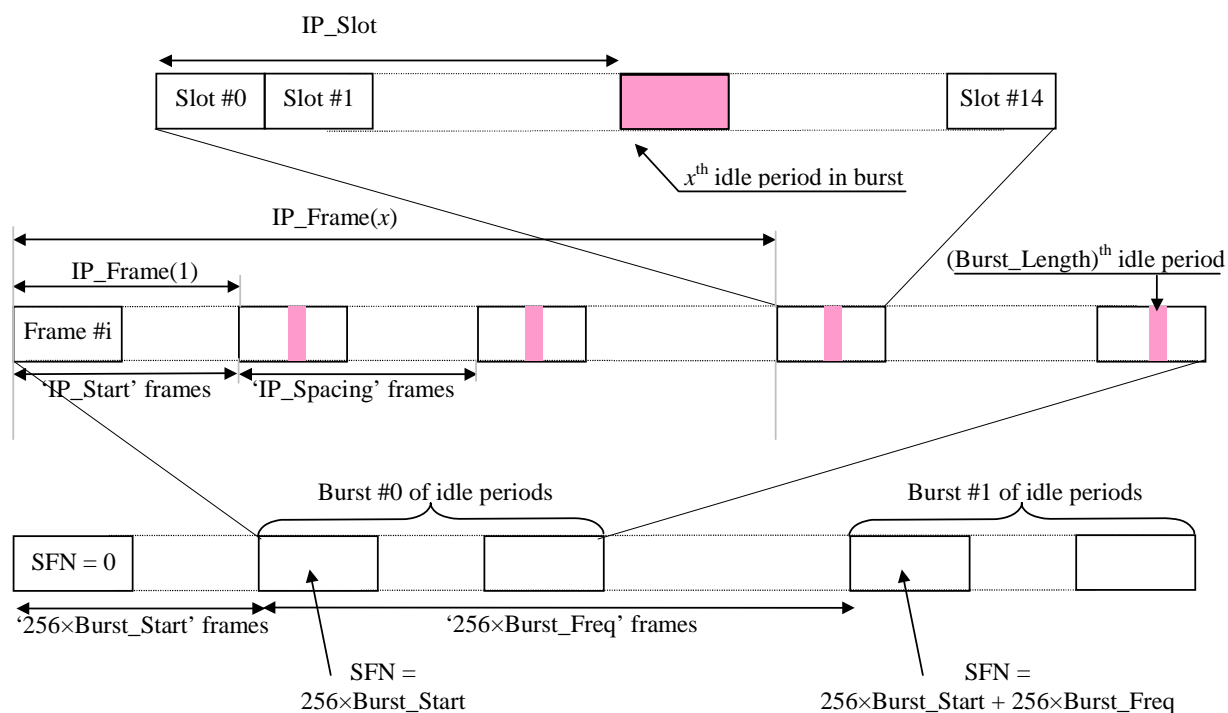 IP_Slot
Slot #0 Slot #1 Slot #14
xth idle period in burst
IP_Frame(x)
IP_Frame(1)
(Burst_Length)th idle period
Frame #i
‘IP_Start’ frames ‘IP_Spacing’ frames
Burst #0 of idle periods Burst #1 of idle periods
SFN = 0
‘256×Burst_Start’ frames ‘256×Burst_Freq’ frames
SFN =
256×Burst_Start
SFN =
256×Burst_Start + 256×Burst_Freq